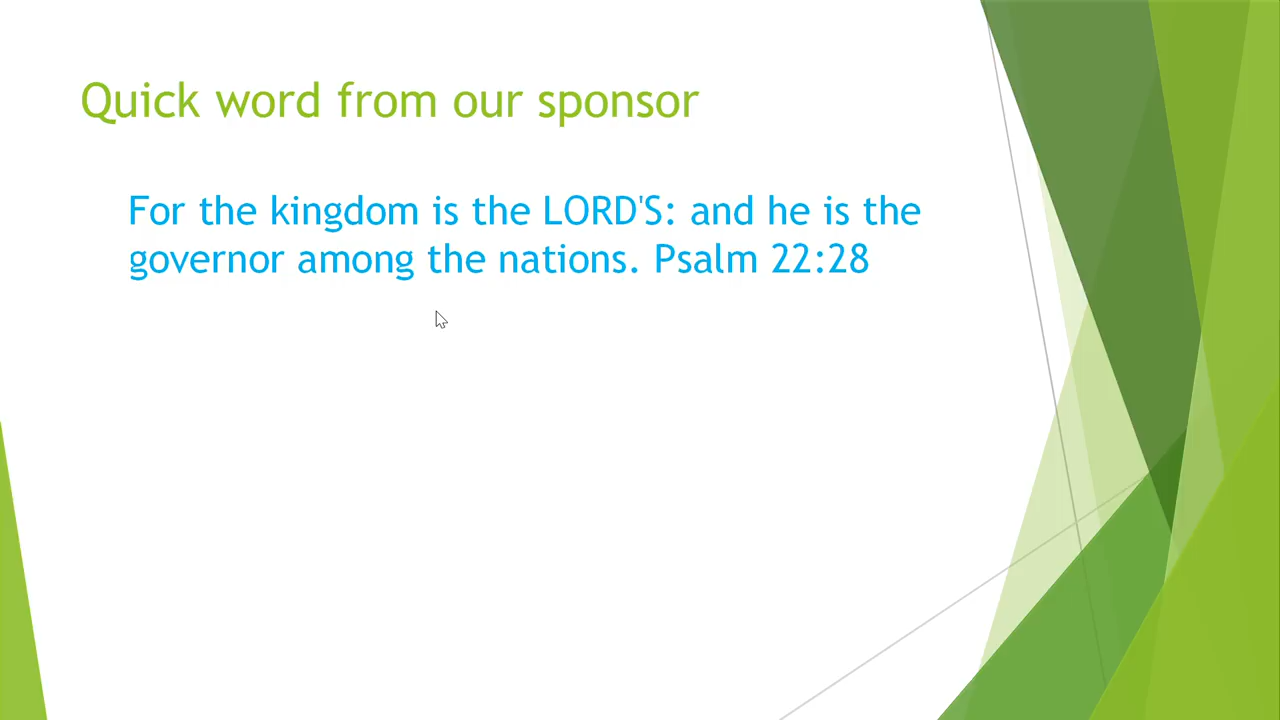 Quick word from our sponsor
For the kingdom is the LORD'S: and he is the
governor among the nations. Psalm 22:28